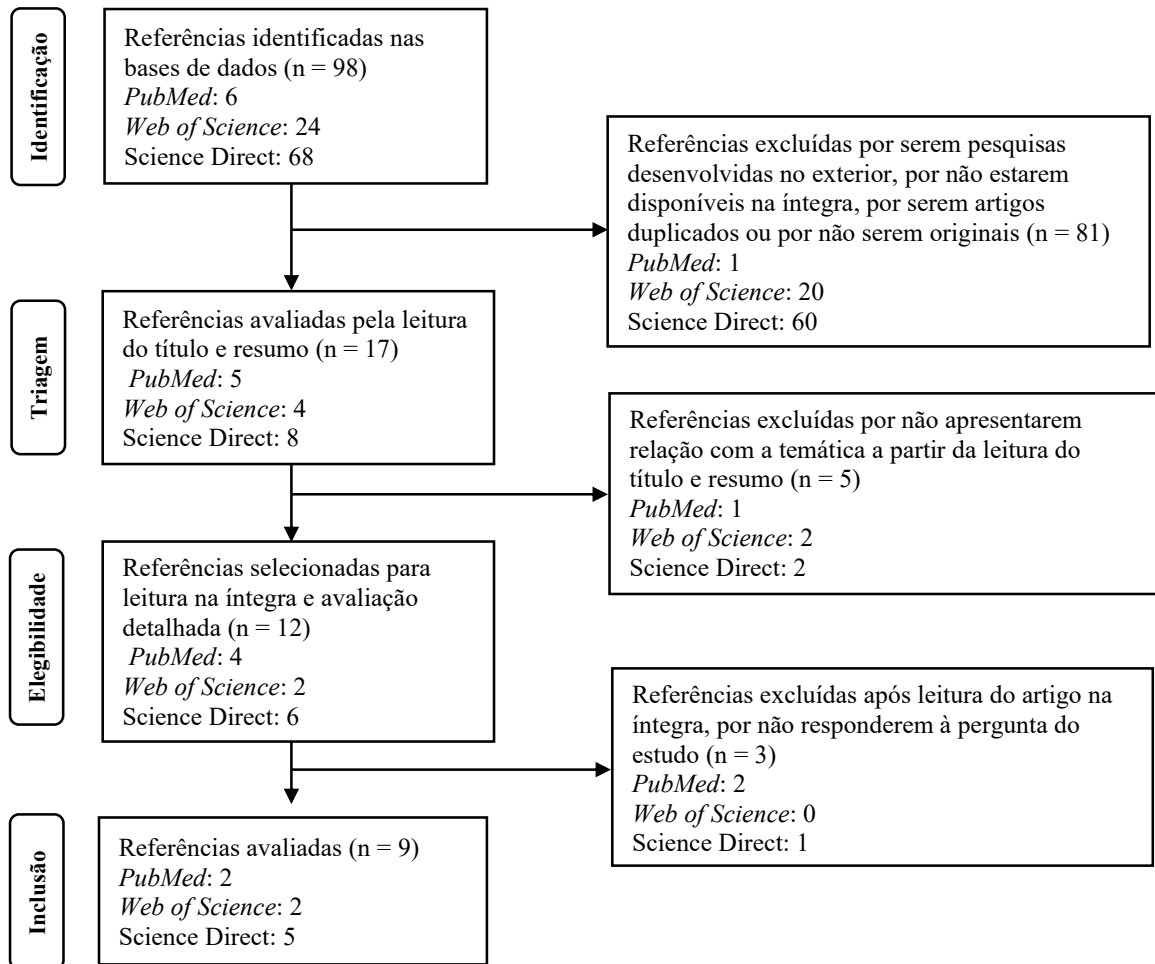 Identificação
Referências identificadas nas
bases de dados (n = 98)
PubMed: 6
Web of Science: 24
Science Direct: 68
Referências excluídas por serem pesquisas
desenvolvidas no exterior, por não estarem
disponíveis na íntegra, por serem artigos
duplicados ou por não serem originais (n = 81)
PubMed: 1
Web of Science: 20
Science Direct: 60
Triagem
Referências avaliadas pela leitura
do título e resumo (n = 17)
PubMed: 5
Web of Science: 4
Science Direct: 8
Referências excluídas por não apresentarem
relação com a temática a partir da leitura do
título e resumo (n = 5)
PubMed: 1
Web of Science: 2
Science Direct: 2
Elegibilidade
Referências selecionadas para
leitura na íntegra e avaliação
detalhada (n = 12)
PubMed: 4
Web of Science: 2
Science Direct: 6
Referências excluídas após leitura do artigo na
íntegra, por não responderem à pergunta do
estudo (n = 3)
PubMed: 2
Web of Science: 0
Science Direct: 1
Inclusão
Referências avaliadas (n = 9)
PubMed: 2
Web of Science: 2
Science Direct: 5